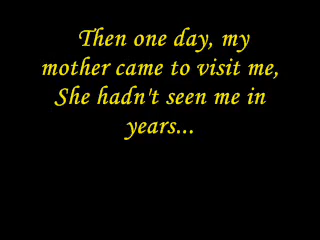 Then one day, my
mother came to visit me,
She hadn't seen me in
years...